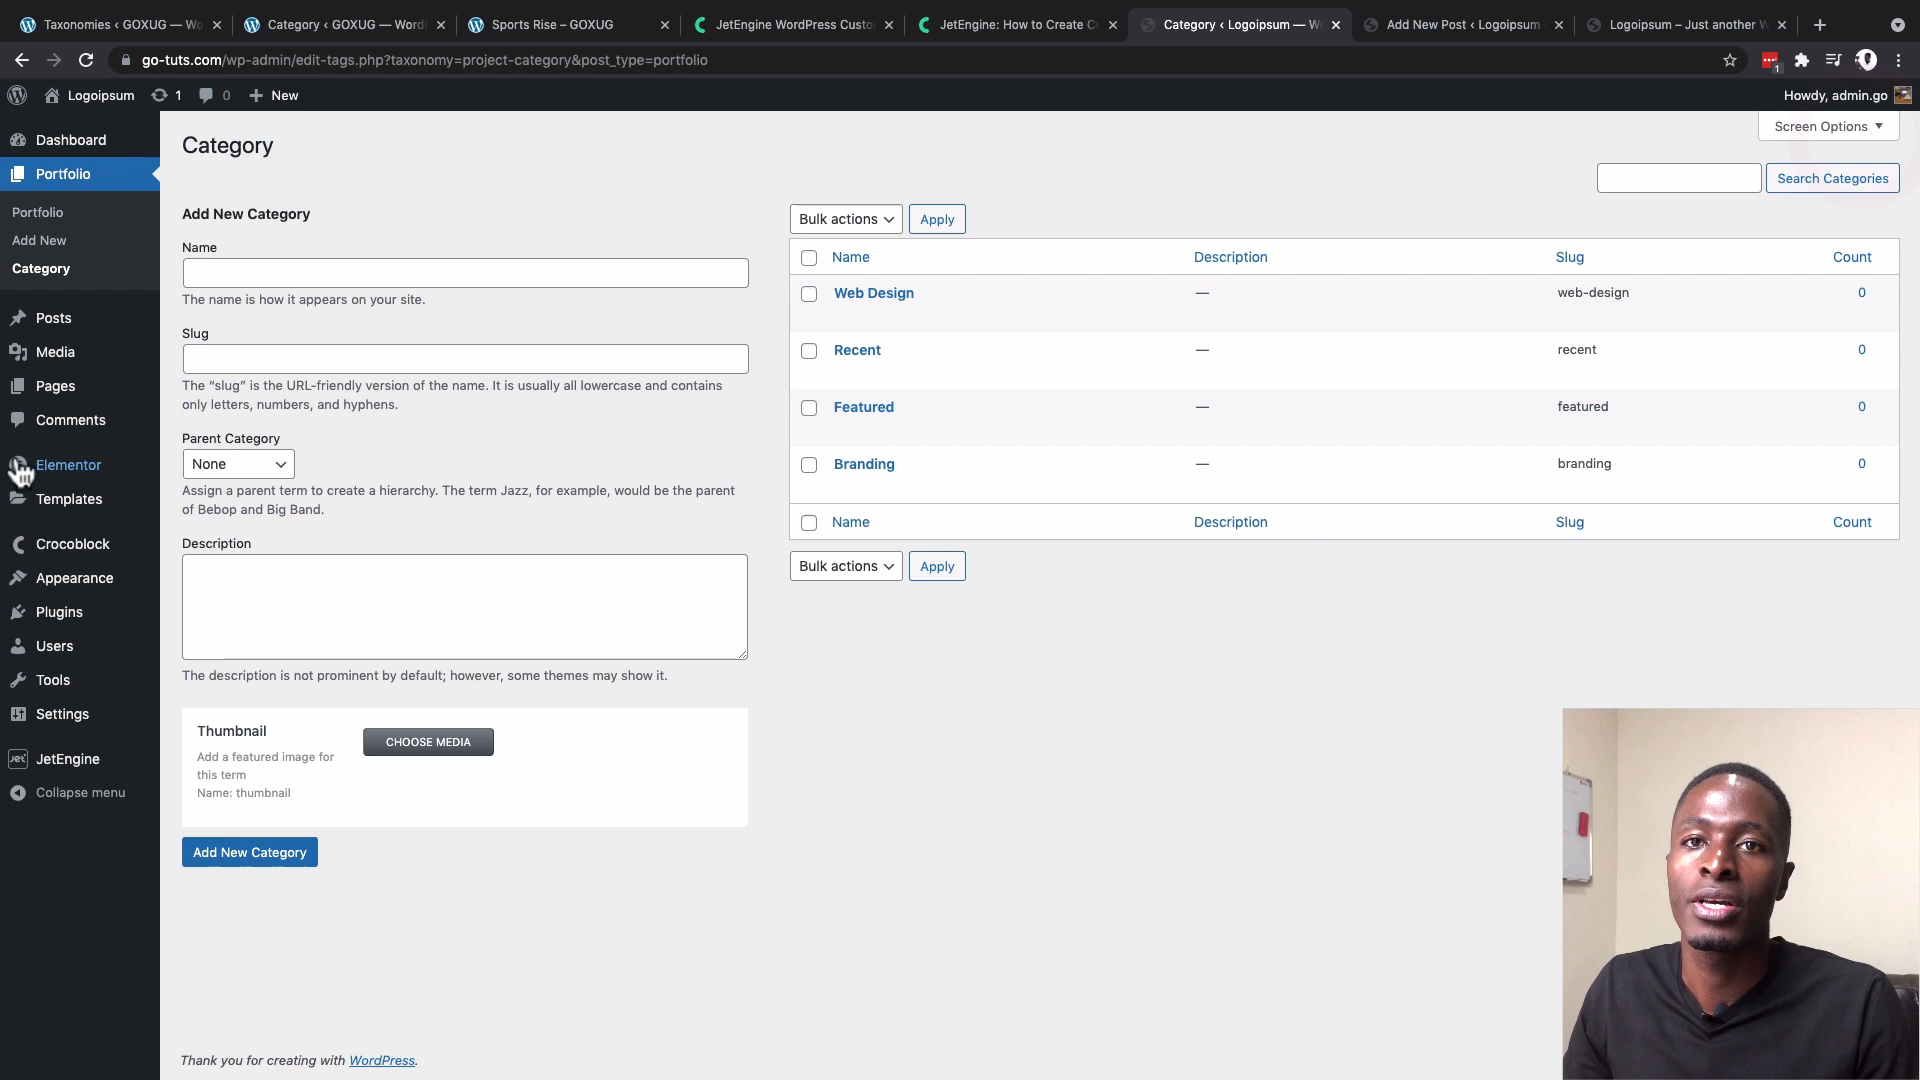 Taxonomies ‹ GOXUG — Wo
Category ‹ GOXUG — Word
Sports Rise – GOXUG
JetEngine WordPress Custo
JetEngine: How to Create C
Category ‹ Logoipsum — W
Add New Post ‹ Logoipsum
Logoipsum – Just another W
go-tuts.com/wp-admin/edit-tags.php?taxonomy=project-category&post_type=portfolio
1
Logoipsum
1
0
New
Howdy, admin.go
Dashboard
Portfolio
Portfolio
Add New
Category
Posts
Media
Pages
Comments
Elementor
Templates
Crocoblock
Appearance
Plugins
Users
Tools
Settings
Jet
JetEngine
Collapse menu
Screen Options
Category
Search Categories
Add New Category
Name
The name is how it appears on your site.
Slug
The “slug” is the URL-friendly version of the name. It is usually all lowercase and contains
only letters, numbers, and hyphens.
Parent Category
None
Assign a parent term to create a hierarchy. The term Jazz, for example, would be the parent
of Bebop and Big Band.
Description
The description is not prominent by default; however, some themes may show it.
Thumbnail
Add a featured image for
this term
Name: thumbnail
CHOOSE MEDIA
Add New Category
Bulk actions
Apply
Name Description Slug Count
Web Design — web-design 0
Recent — recent 0
Featured — featured 0
Branding — branding 0
Name Description Slug Count
Bulk actions
Apply
Thank you for creating with WordPress.